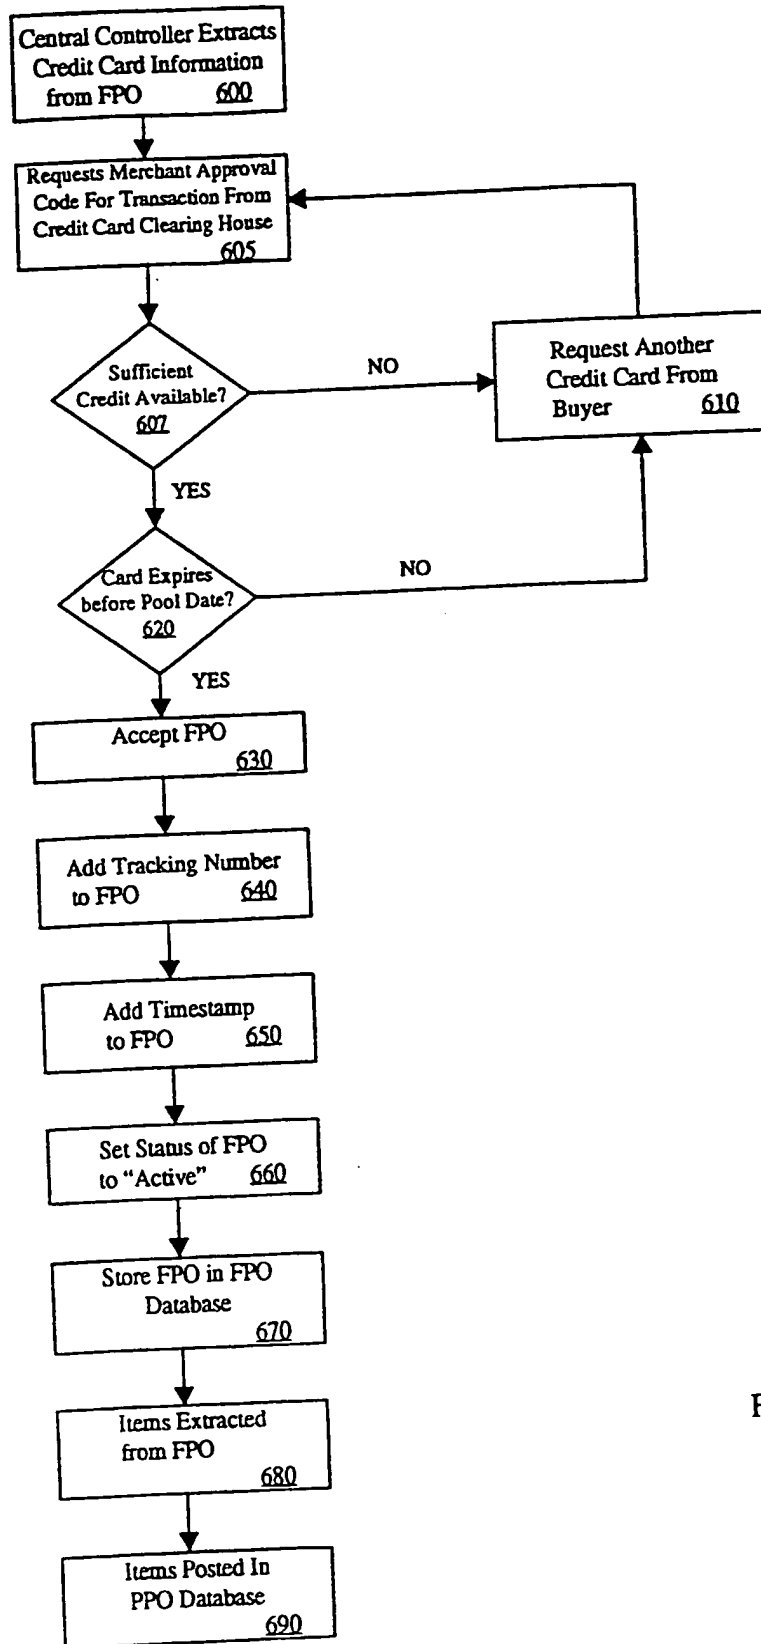 Central Controller Extracts
Credit Card Information
from FPO 600
Requests Merchant Approval
Code For Transaction From
Credit Card Clearing House
605
Sufficient
Credit Available?
607
NO
Request Another
Credit Card From
Buyer 610
YES
Card Expires
before Pool Date?
620
NO
YES
Accept FPO
630
Add Tracking Number
to FPO 640
Add Timestamp
to FPO 650
Set Status of FPO
to “Active” 660
Store FPO in FPO
Database
670
Items Extracted
from FPO
680
F
Items Posted In
PPO Database
690